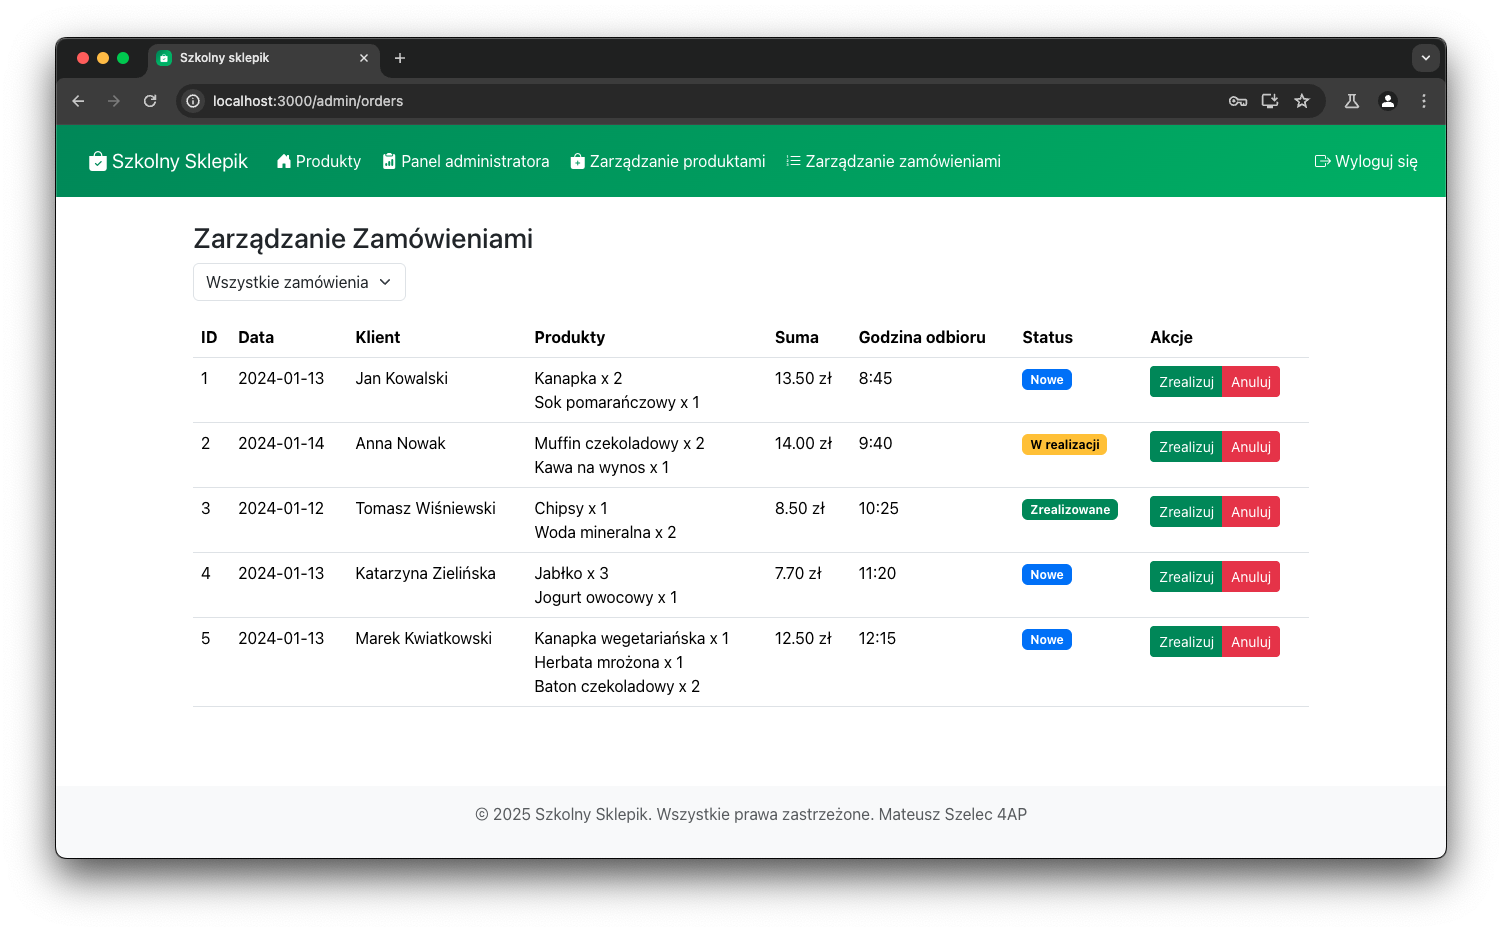 Szkolny sklepik
localhost:3000/admin/orders
Szkolny Sklepik Produkty Panel administratora Zarządzanie produktami Zarządzanie zamówieniami Wyloguj się
Zarządzanie Zamówieniami
Wszystkie zamówienia
ID Data Klient Produkty Suma Godzina odbioru Status Akcje
1 2024-01-13 Jan Kowalski Kanapka x 2 13.50 zł 8:45 Nowe Zrealizuj Anuluj
Sok pomarańczowy x 1
2 2024-01-14 Anna Nowak Muffin czekoladowy x 2 14.00 zł 9:40 W realizacji Zrealizuj Anuluj
Kawa na wynos x 1
3 2024-01-12 Tomasz Wiśniewski Chipsy x 1 8.50 zł 10:25 Zrealizowane Zrealizuj Anuluj
Woda mineralna x 2
4 2024-01-13 Katarzyna Zielińska Jabłko x 3 7.70 zł 11:20 Nowe Zrealizuj Anuluj
Jogurt owocowy x 1
5 2024-01-13 Marek Kwiatkowski Kanapka wegetariańska x 1 12.50 zł 12:15 Nowe Zrealizuj Anuluj
Herbata mrożona x 1
Baton czekoladowy x 2
© 2025 Szkolny Sklepik. Wszystkie prawa zastrzeżone. Mateusz Szelec 4AP